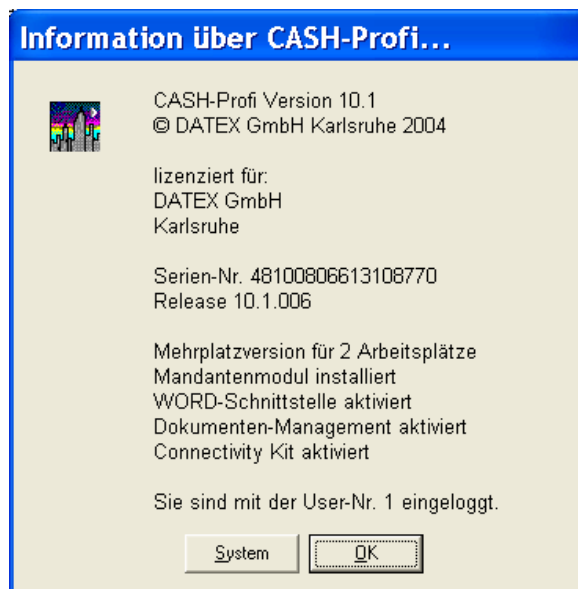 Information über CASH-Profi...
CASH-Profi Version 10.1
© DATEX GmbH Karlsruhe 2004
lizenziert für:
DATEX GmbH
Karlsruhe
Serien-Nr. 48100806613108770
Release 10.1.006
Mehrplatzversion für 2 Arbeitsplätze
Mandantenmodul installiert
WORD-Schnittstelle aktiviert
Dokumenten-Management aktiviert
Connectivity Kit aktiviert
Sie sind mit der User-Nr. 1 eingeloggt.
System OK